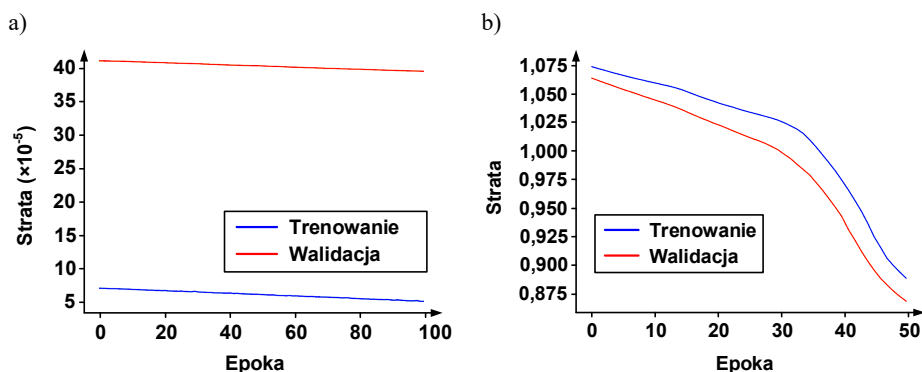 a)
Strata (×10⁻⁵)
40
35
30
25
20
15
10
5
0 20 40 60 80 100
Epoka
Trenowanie
Walidacja
b)
Strata
1,075
1,050
1,025
1,000
0,975
0,950
0,925
0,900
0,875
0 10 20 30 40 50
Epoka
Trenowanie
Walidacja